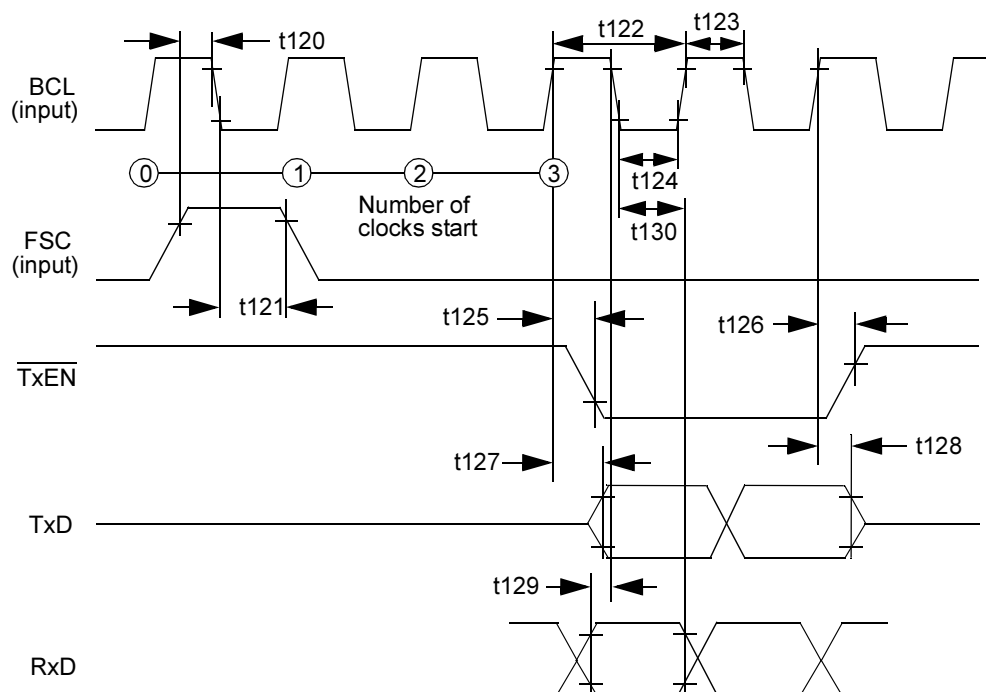 t120
t122
t123
BCL
(input)
0
1
2
3
t124
Number of
clocks start
t130
FSC
(input)
t121
t125
t126
TxEN
t127
t128
TxD
t129
RxD